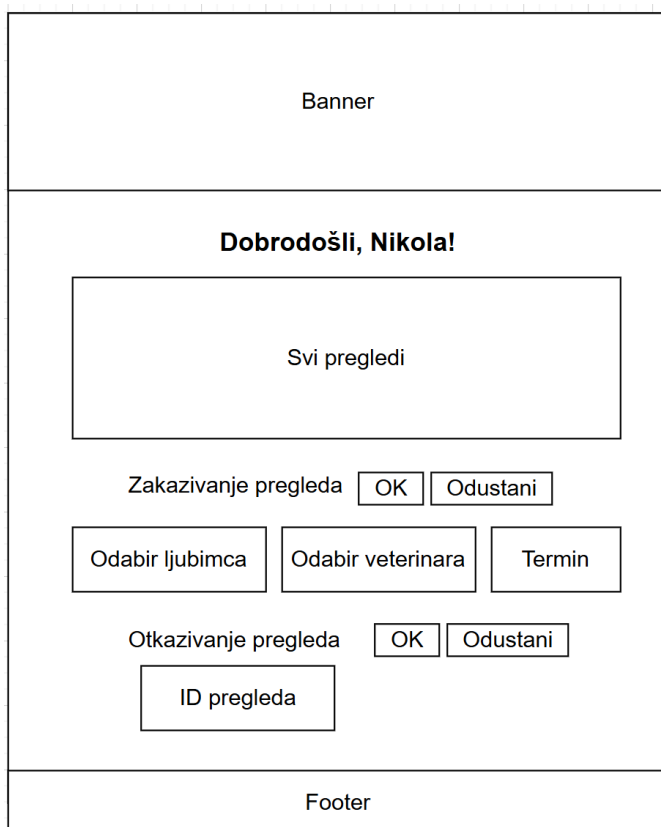 Banner
Dobrodošli, Nikola!
Svi pregledi
Zakazivanje pregleda OK Odustani
Odabir ljubimca Odabir veterinara Termin
Otkazivanje pregleda OK Odustani
ID pregleda
Footer